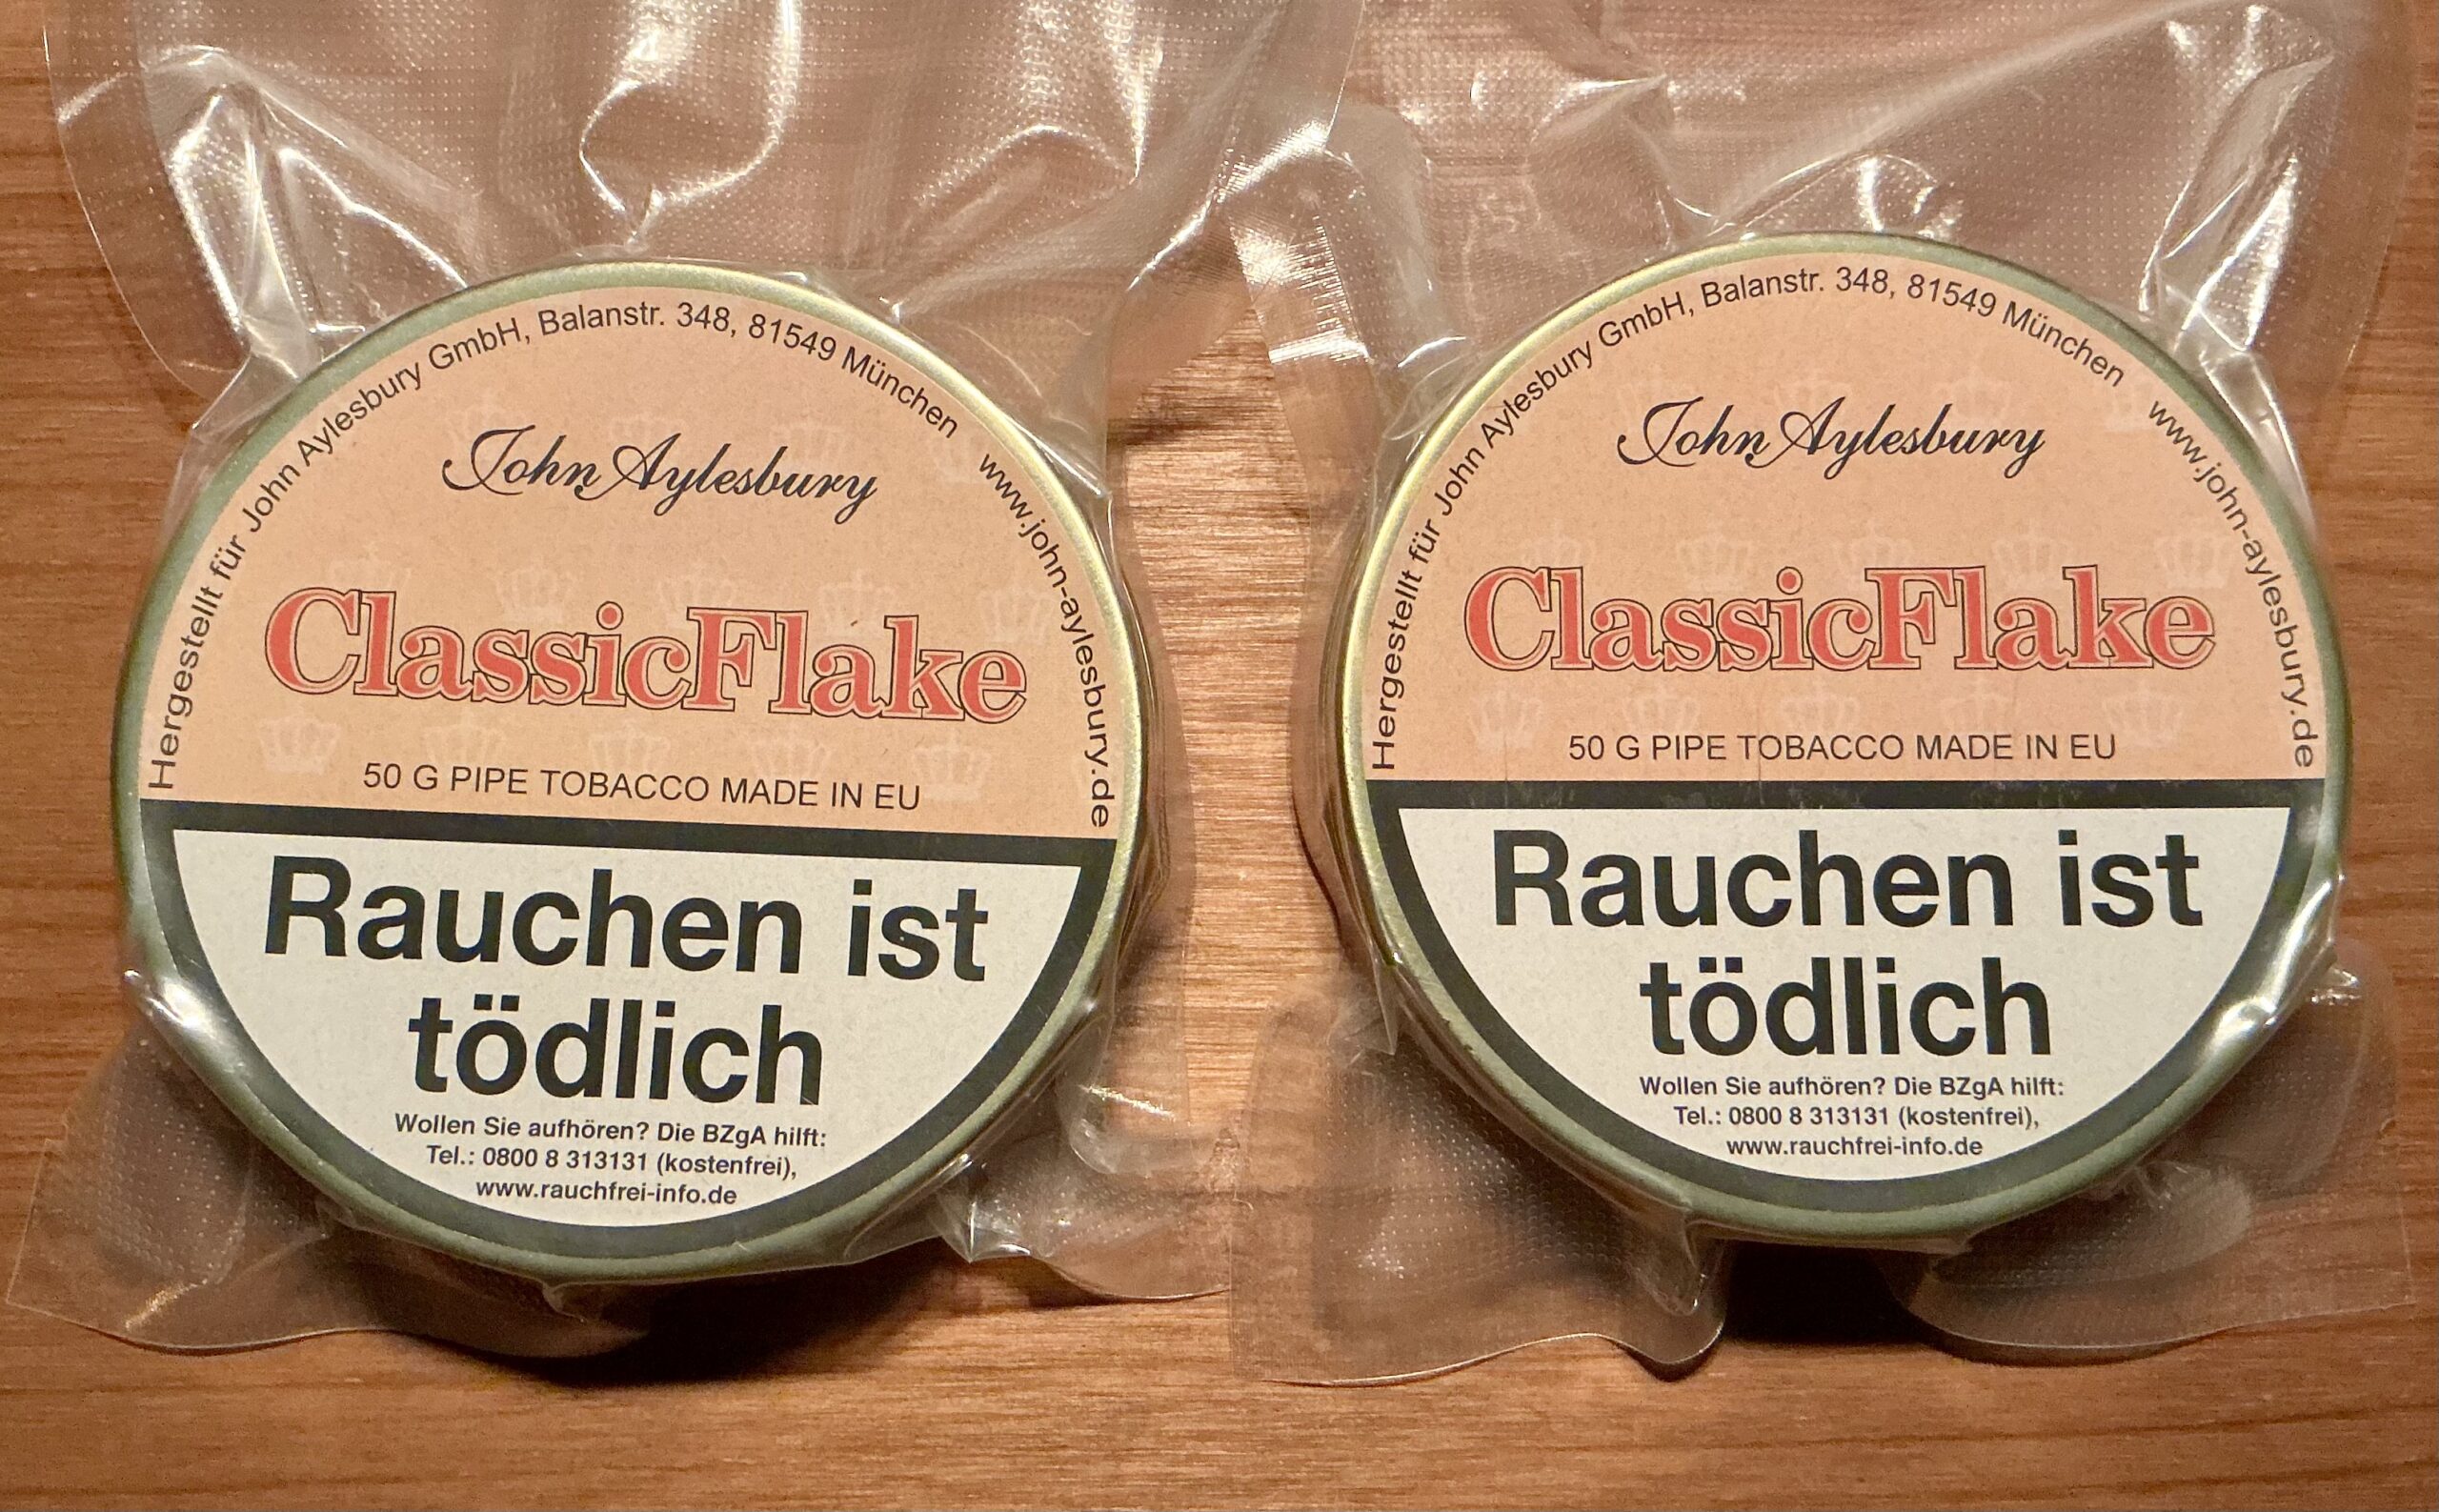 Hergestellt für John Aylesbury GmbH, Balanstr. 348, 81549 München
www.john-aylesbury.de
John Aylesbury
ClassicFlake
50 G PIPE TOBACCO MADE IN EU
Rauchen ist
tödlich
Wollen Sie aufhören? Die BZgA hilft:
Tel.: 0800 8 313131 (kostenfrei),
www.rauchfrei-info.de
Hergestellt für John Aylesbury GmbH, Balanstr. 348, 81549 München
www.john-aylesbury.de
John Aylesbury
ClassicFlake
50 G PIPE TOBACCO MADE IN EU
Rauchen ist
tödlich
Wollen Sie aufhören? Die BZgA hilft:
Tel.: 0800 8 313131 (kostenfrei),
www.rauchfrei-info.de